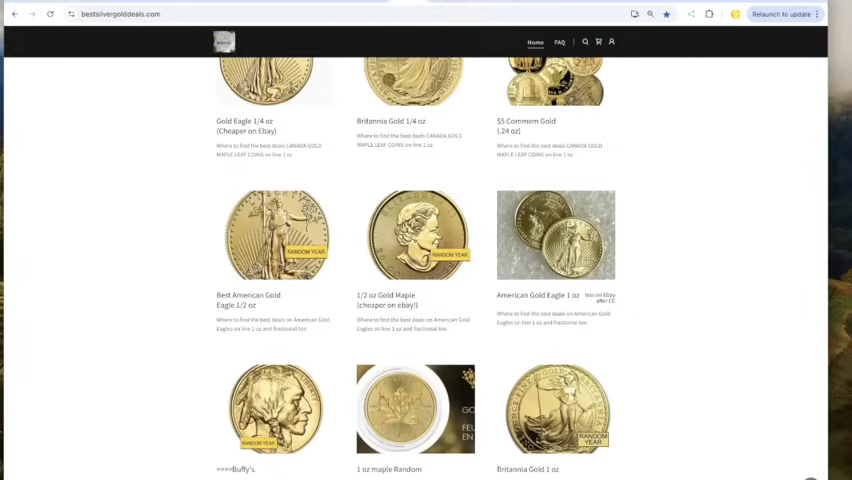 bestsilvergolddeals.com
Relaunch to update
Home FAQ
Gold Eagle 1/4 oz
(Cheaper on Ebay)
Where to find the best deals CANADA GOLD
MAPLE LEAF COINS on line 1 oz
Britannia Gold 1/4 oz
Where to find the best deals CANADA GOLD
MAPLE LEAF COINS on line 1 oz
$5 Commem Gold
(.24 oz)
Where to find the best deals CANADA GOLD
MAPLE LEAF COINS on line 1 oz
RANDOM YEAR
Best American Gold
Eagle 1/2 oz
Where to find the best deals on American Gold
Eagles on line 1 oz and fractional too
RANDOM YEAR
1/2 oz Gold Maple
(cheaper on ebay!)
Where to find the best deals on American Gold
Eagles on line 1 oz and fractional too
American Gold Eagle 1 oz
less on Ebay
after CC
Where to find the best deals on American Gold
Eagles on line 1 oz and fractional too
RANDOM YEAR
>>>>Buffy's.
1 oz maple Random
RANDOM
YEAR
Britannia Gold 1 oz